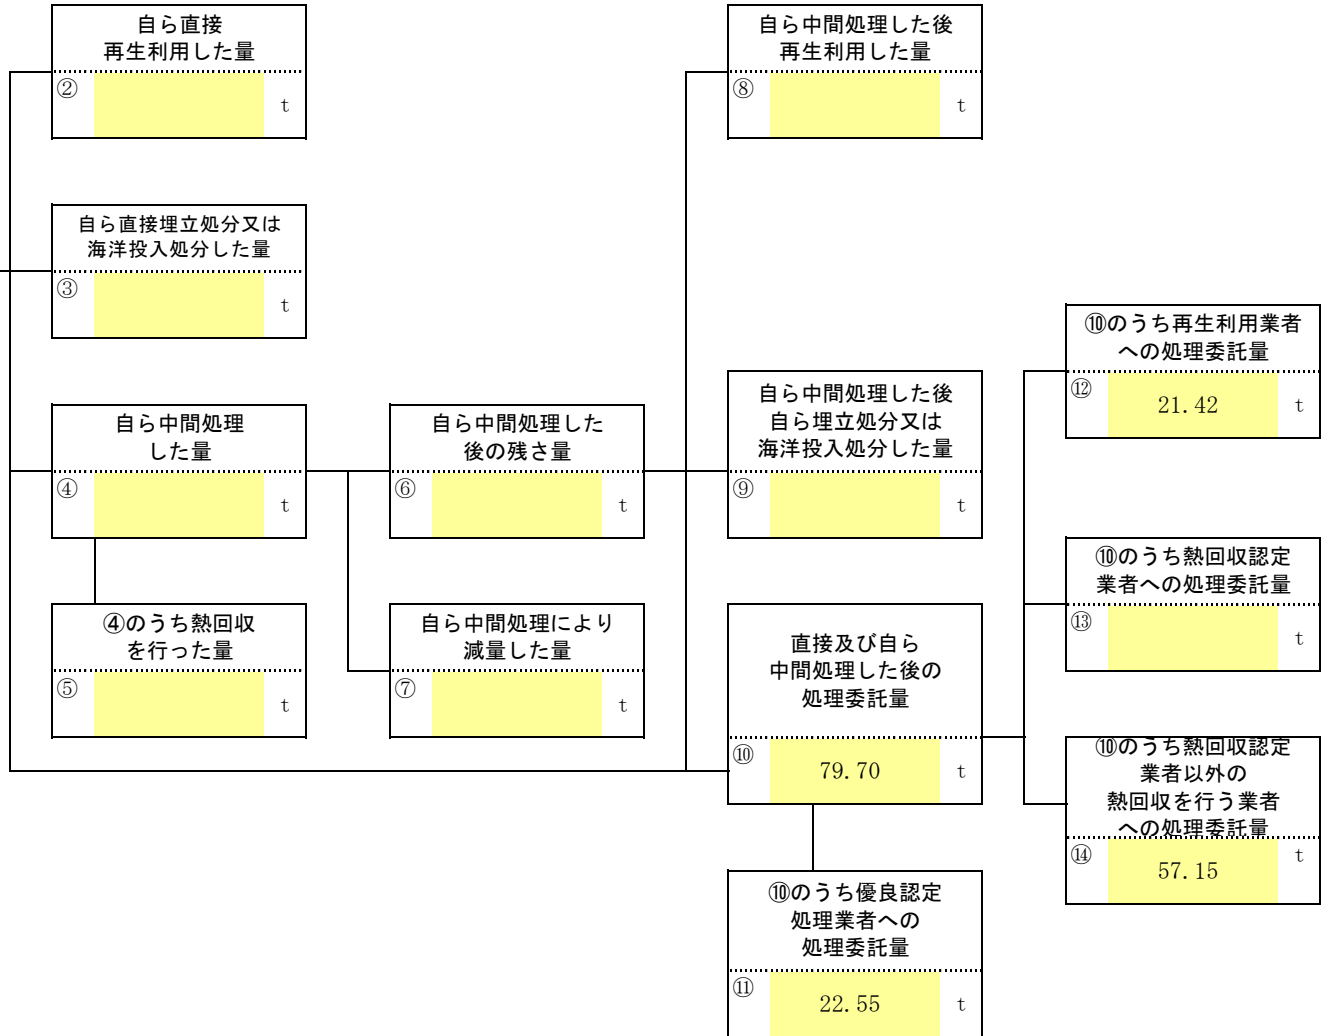 自ら直接
再生利用した量
②
t
自ら中間処理した後
再生利用した量
⑧
t
自ら直接埋立処分又は
海洋投入処分した量
③
t
⑩のうち再生利用業者
への処理委託量
⑫
21.42
t
自ら中間処理
した量
④
t
自ら中間処理した
後の残さ量
⑥
t
自ら中間処理した後
自ら埋立処分又は
海洋投入処分した量
⑨
t
⑩のうち熱回収認定
業者への処理委託量
⑬
t
④のうち熱回収
を行った量
⑤
t
自ら中間処理により
減量した量
⑦
t
直接及び自ら
中間処理した後の
処理委託量
⑩
79.70
t
⑩のうち熱回収認定
業者以外の
熱回収を行う業者
への処理委託量
⑭
57.15
t
⑩のうち優良認定
処理業者への
処理委託量
⑪
22.55
t